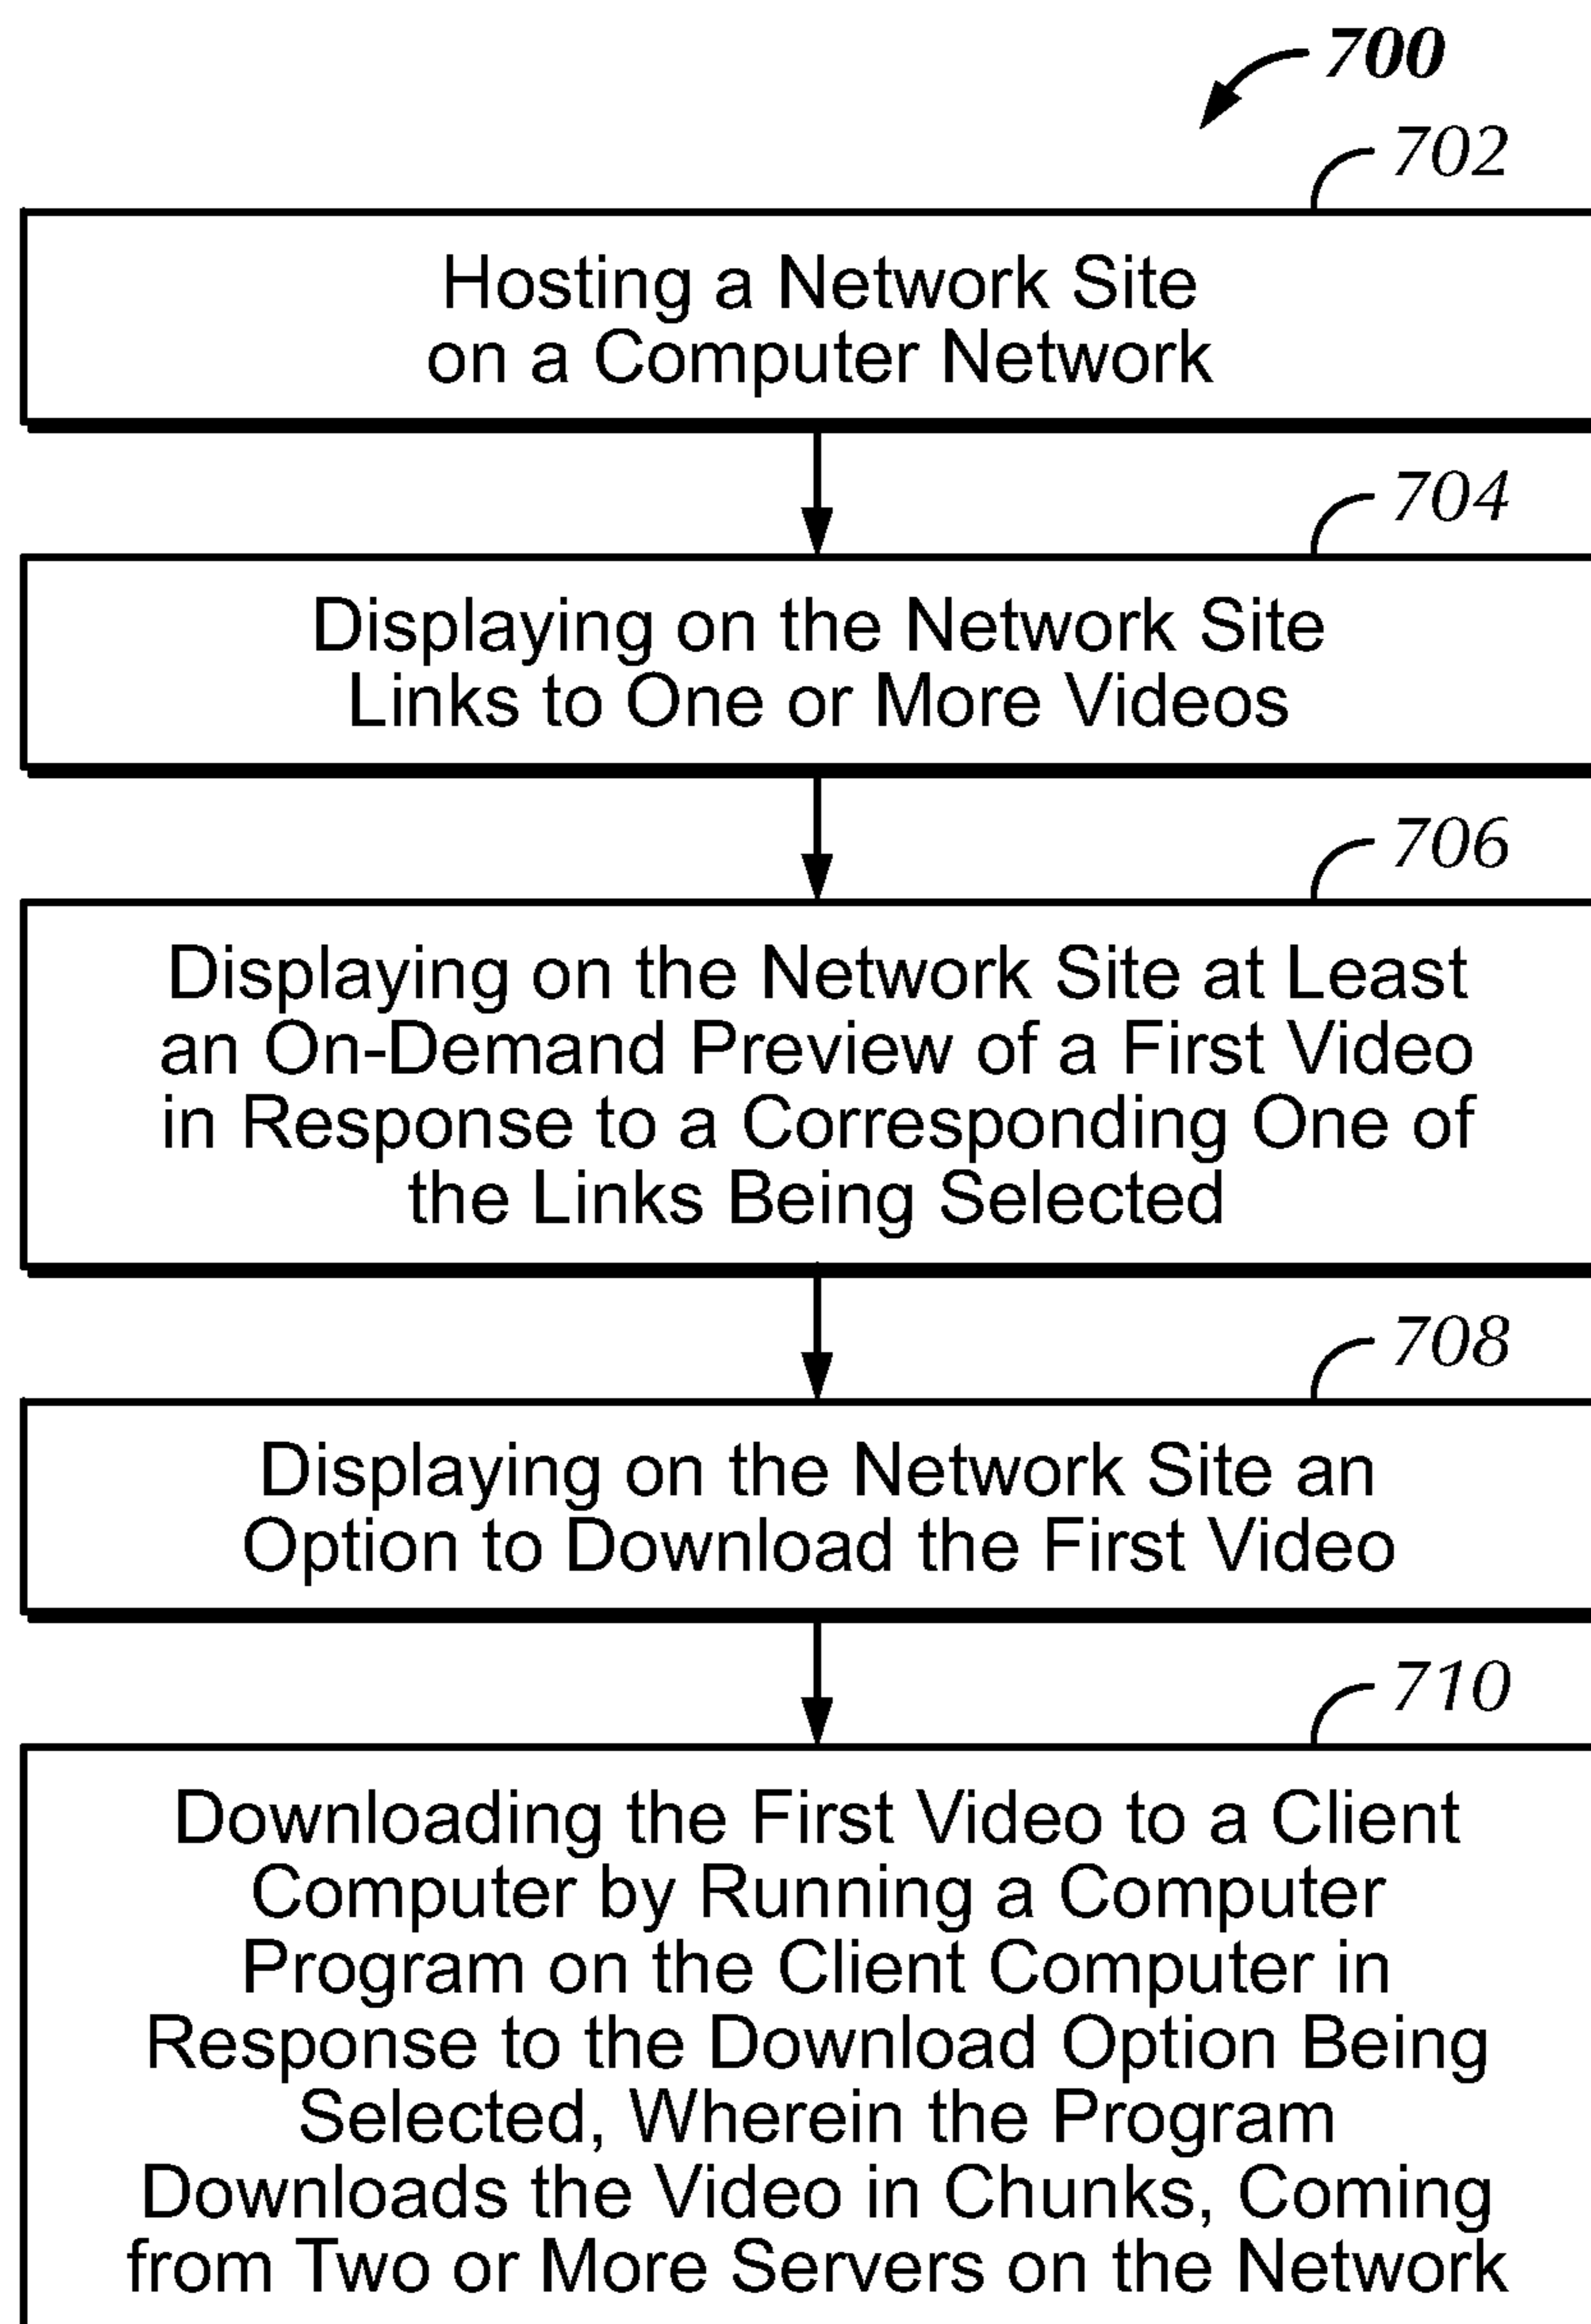 700
702
Hosting a Network Site
on a Computer Network
704
Displaying on the Network Site
Links to One or More Videos
706
Displaying on the Network Site at Least
an On-Demand Preview of a First Video
in Response to a Corresponding One of
the Links Being Selected
708
Displaying on the Network Site an
Option to Download the First Video
710
Downloading the First Video to a Client
Computer by Running a Computer
Program on the Client Computer in
Response to the Download Option Being
Selected, Wherein the Program
Downloads the Video in Chunks, Coming
from Two or More Servers on the Network